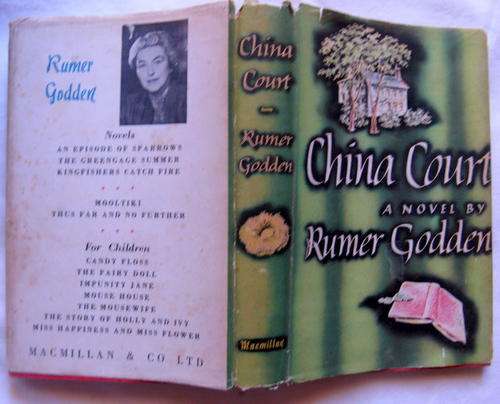 Rumer
Godden
Novels
AN EPISODE OF SPARROWS
THE GREENGAGE SUMMER
KINGFISHERS CATCH FIRE
MOOLTIKI
THUS FAR AND NO FURTHER
For Children
CANDY FLOSS
THE FAIRY DOLL
IMPUNITY JANE
MOUSE HOUSE
THE MOUSEWIFE
THE STORY OF HOLLY AND IVY
MISS HAPPINESS AND MISS FLOWER
MACMILLAN & CO LTD
China
Court
—
Rumer
Godden
Macmillan
China Court
A NOVEL BY
Rumer Godden